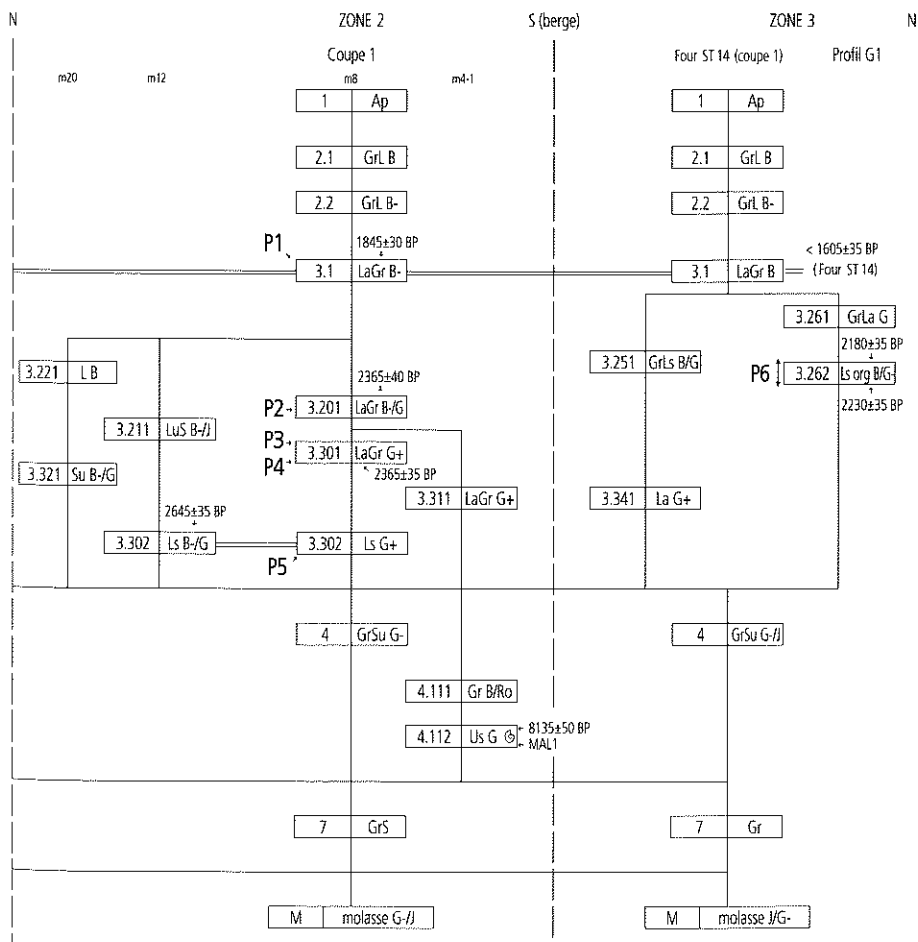 N ZONE 2 S (berge) ZONE 3 N
Coupe 1 Four ST 14 (coupe 1) Profil G1
m20 m12 m8 m4-1
1 Ap 1 Ap
2.1 GrL B 2.1 GrL B
2.2 GrL B- 2.2 GrL B-
P1 1845±30 BP < 1605±35 BP
3.1 LaGr B- 3.1 LaGr B (Four ST 14)
3.261 GrLa G
2180±35 BP
3.221 L B 3.251 GrLs B/G P6 3.262 Ls org B/G-
2365±40 BP 2230±35 BP
P2 3.201 LaGr B-/G
3.211 LuS B-/J
P3
3.301 LaGr G+
P4
3.321 Su B-/G 2365±35 BP
3.311 LaGr G+ 3.341 La G+
2645±35 BP
3.302 Ls B-/G 3.302 Ls G+
P5
4 GrSu G- 4 GrSu G-/J
4.111 Gr B/Ro
4.112 Us G 8135±50 BP
MAL1
7 GrS 7 Gr
M molasse G-/J M molasse J/G-